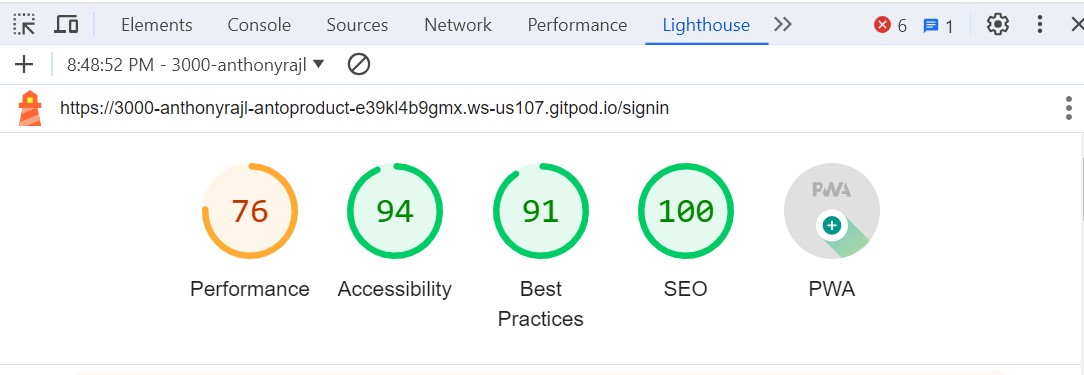 Elements Console Sources Network Performance Lighthouse 6 1
8:48:52 PM - 3000-anthonyrajl
https://3000-anthonyrajl-antoproduct-e39kl4b9gmx.ws-us107.gitpod.io/signin
76 94 91 100 PWA
Performance Accessibility Best Practices SEO PWA